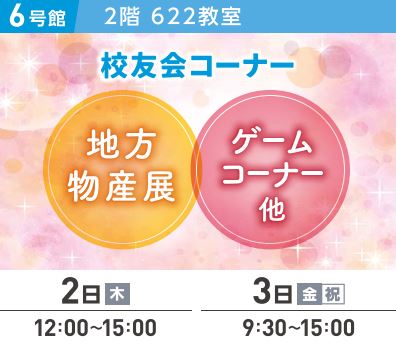 6号館 2階 622教室
校友会コーナー
地方
物産展
ゲーム
コーナー
他
2日 木
12:00~15:00
3日 金 祝
9:30~15:00